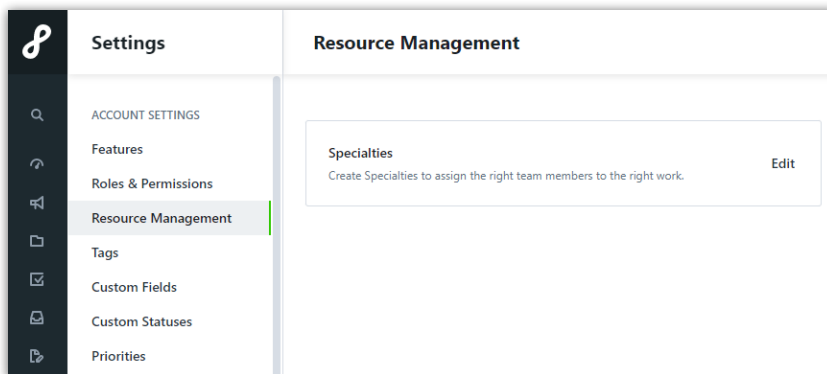 Settings
Resource Management
ACCOUNT SETTINGS
Features
Roles & Permissions
Resource Management
Tags
Custom Fields
Custom Statuses
Priorities
Specialties
Create Specialties to assign the right team members to the right work.
Edit